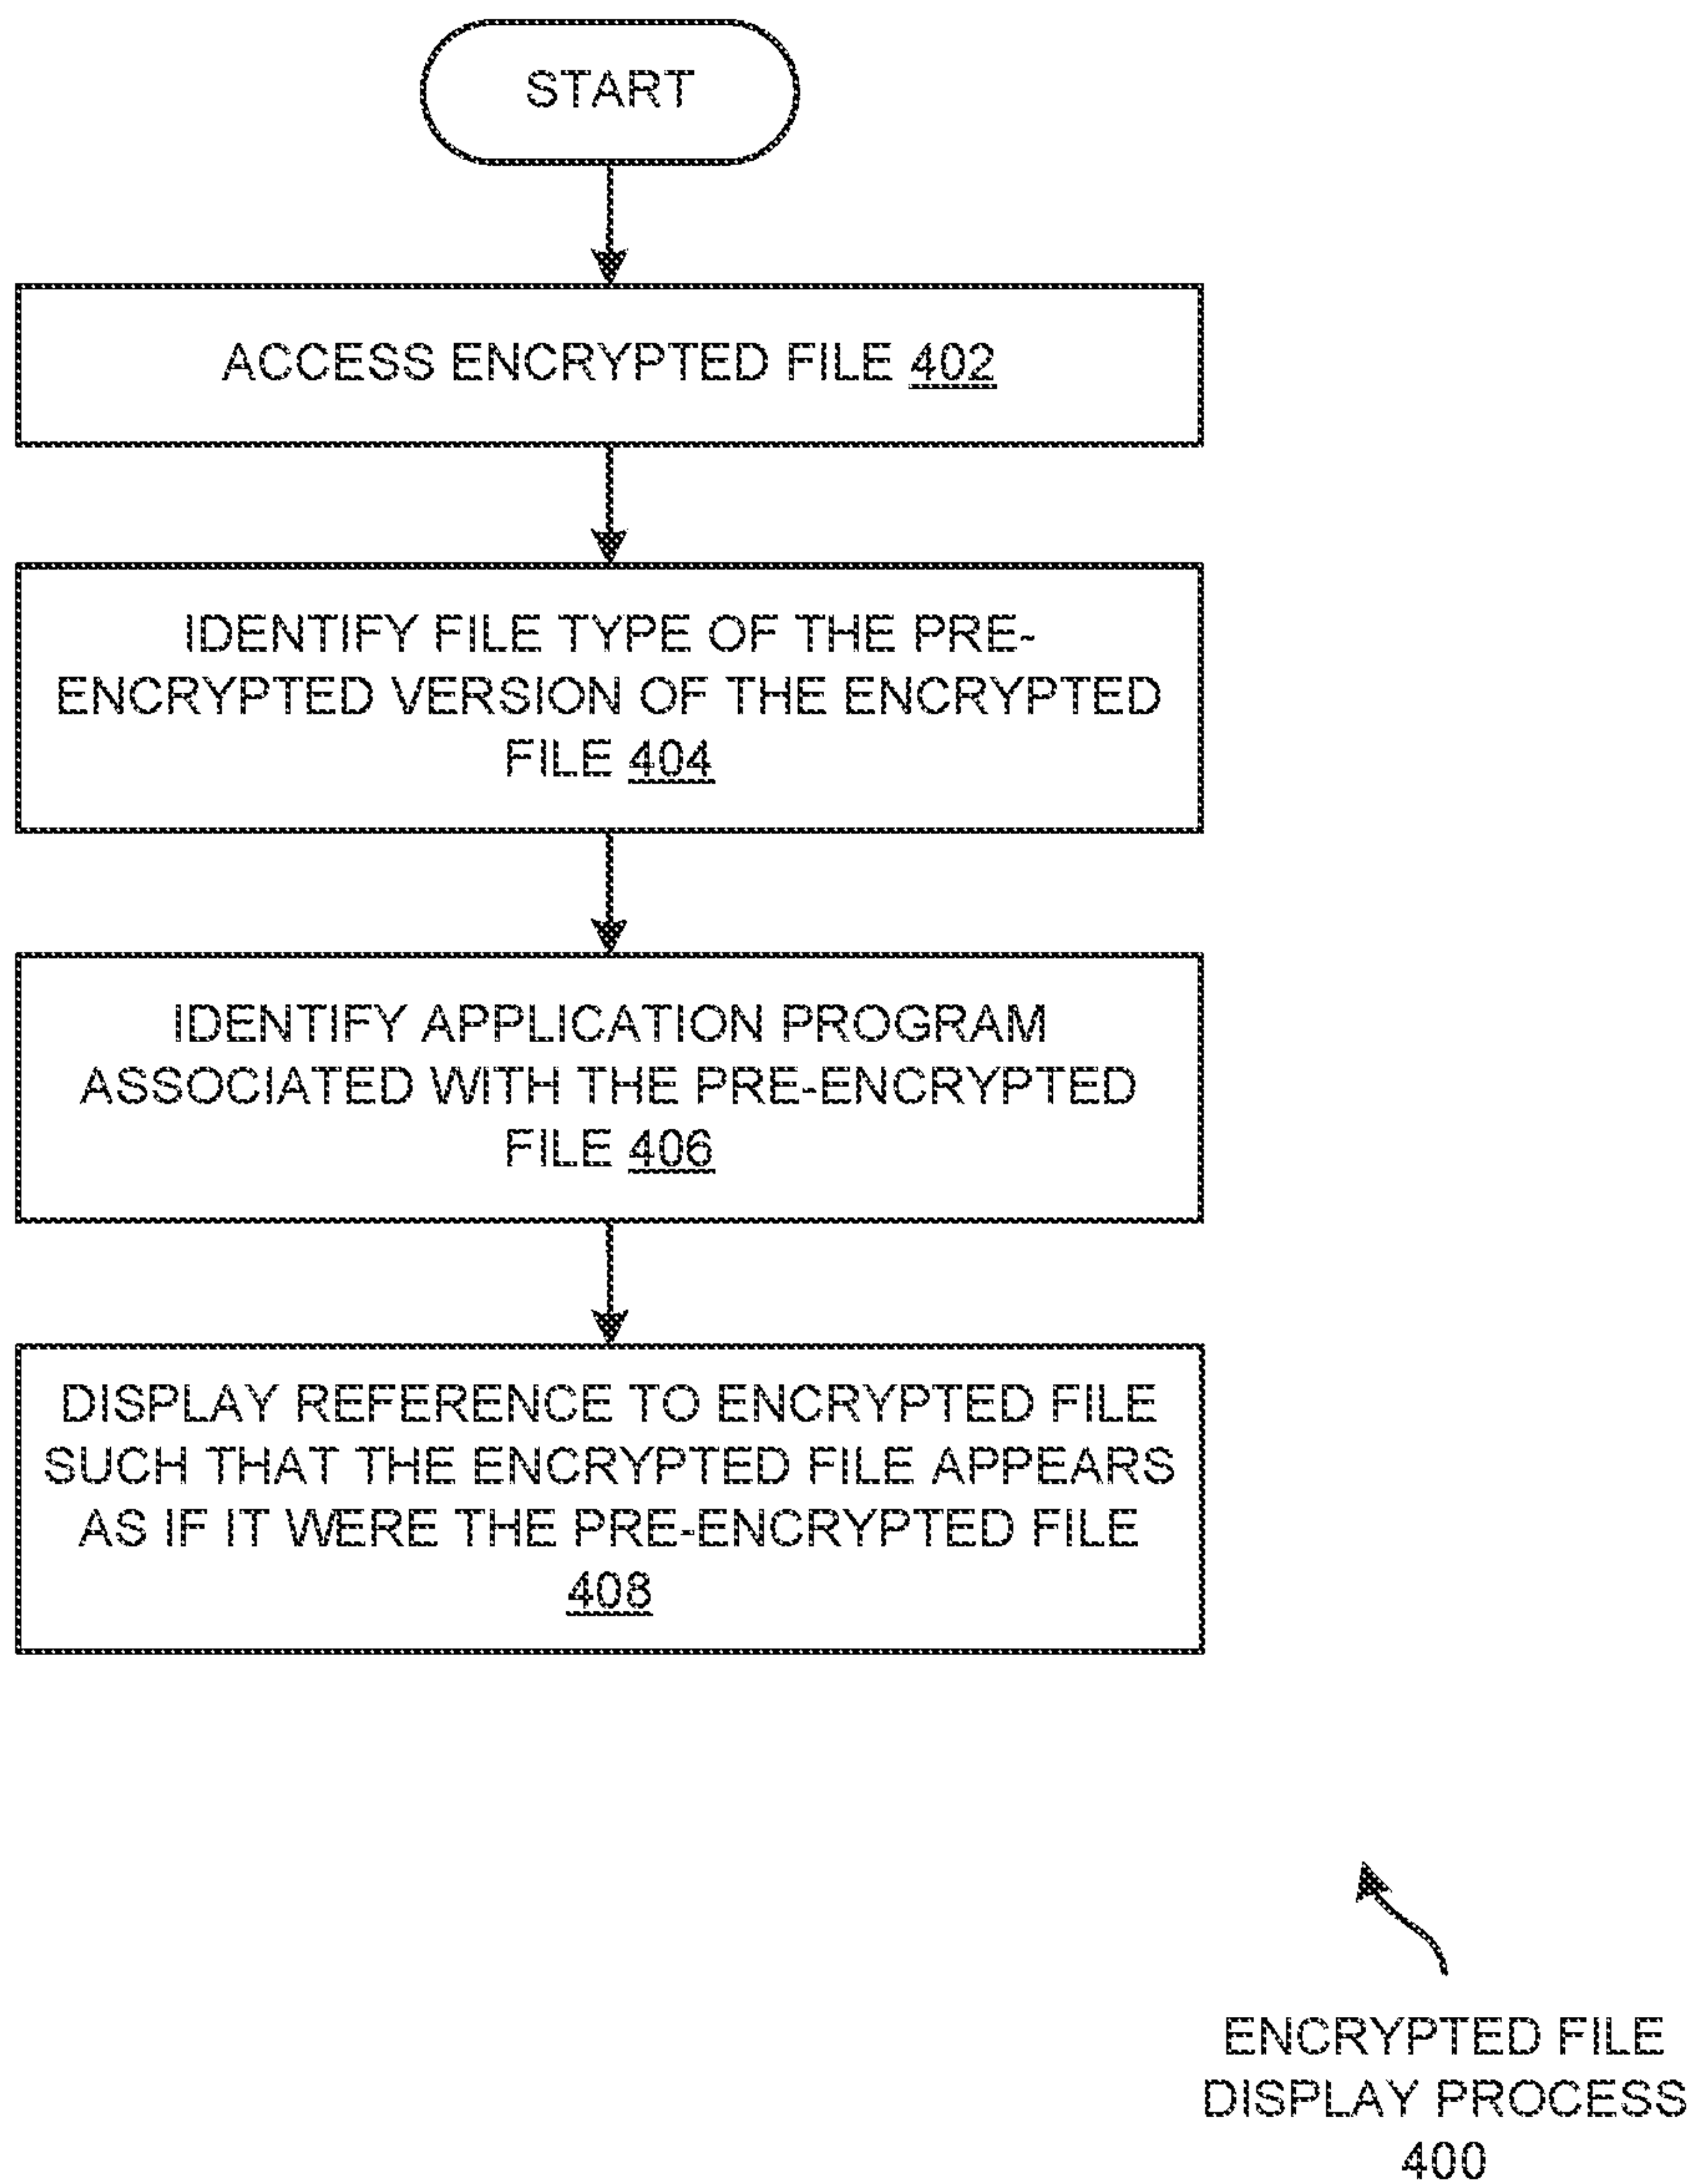 START
ACCESS ENCRYPTED FILE 402
IDENTIFY FILE TYPE OF THE PRE-
ENCRYPTED VERSION OF THE ENCRYPTED
FILE 404
IDENTIFY APPLICATION PROGRAM
ASSOCIATED WITH THE PRE-ENCRYPTED
FILE 406
DISPLAY REFERENCE TO ENCRYPTED FILE
SUCH THAT THE ENCRYPTED FILE APPEARS
AS IF IT WERE THE PRE-ENCRYPTED FILE
408
ENCRYPTED FILE
DISPLAY PROCESS
400